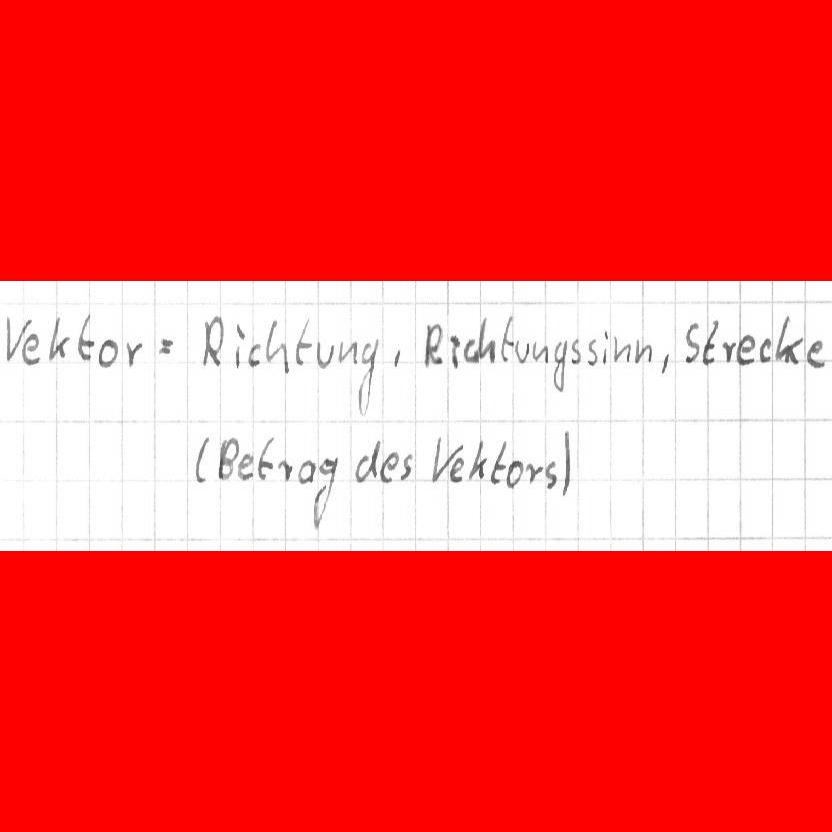 Vektor = Richtung, Richtungssinn, Strecke
(Betrag des Vektors)